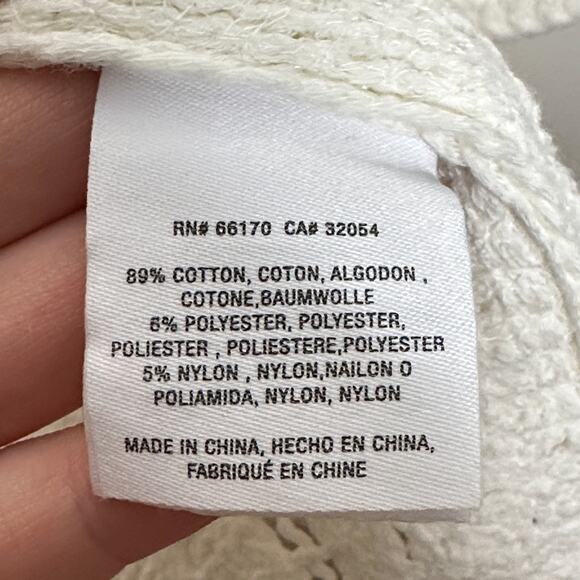 RN# 66170 CA# 32054
89% COTTON, COTON, ALGODON ,
COTONE,BAUMWOLLE
6% POLYESTER, POLYESTER,
POLIESTER , POLIESTERE,POLYESTER
5% NYLON , NYLON,NAILON O
POLIAMIDA, NYLON, NYLON
MADE IN CHINA, HECHO EN CHINA,
FABRIQUÉ EN CHINE